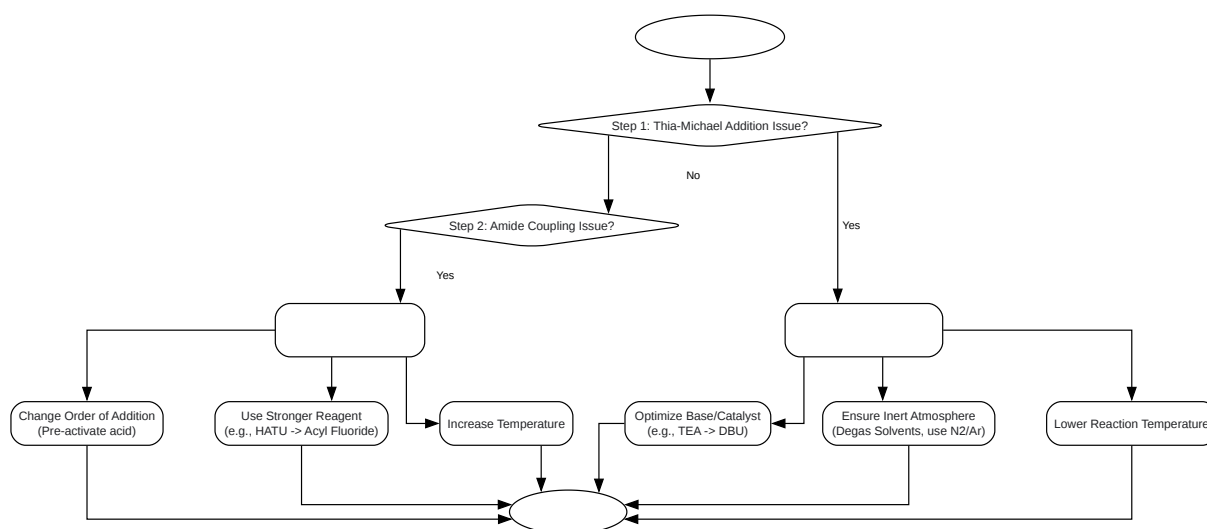 Step 1: Thia-Michael Addition Issue?
No
Step 2: Amide Coupling Issue?
Yes
Yes
Change Order of Addition
(Pre-activate acid)
Use Stronger Reagent
(e.g., HATU -> Acyl Fluoride)
Increase Temperature
Optimize Base/Catalyst
(e.g., TEA -> DBU)
Ensure Inert Atmosphere
(Degas Solvents, use N2/Ar)
Lower Reaction Temperature